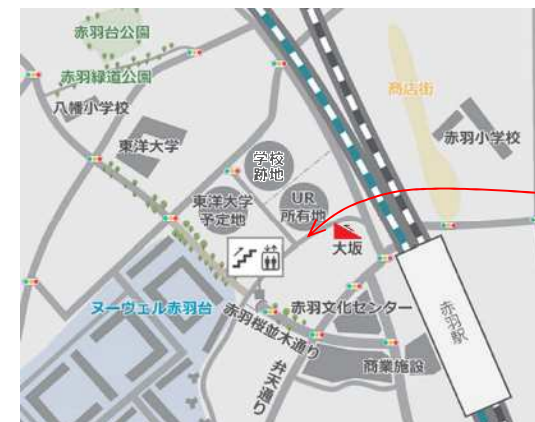 赤羽台公園
赤羽緑道公園
八幡小学校
商店街
赤羽小学校
東洋大学
学校
跡地
東洋大学
予定地
UR
所有地
大坂
ヌーヴェル赤羽台
赤羽桜並木通り
赤羽文化センター
弁天通り
商業施設
赤羽駅